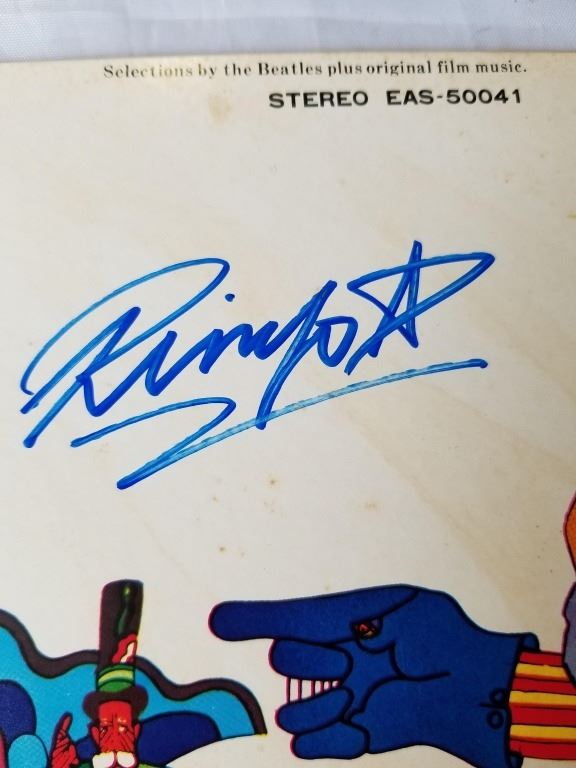 Selections by the Beatles plus original film music.
STEREO EAS-50041
Ringo